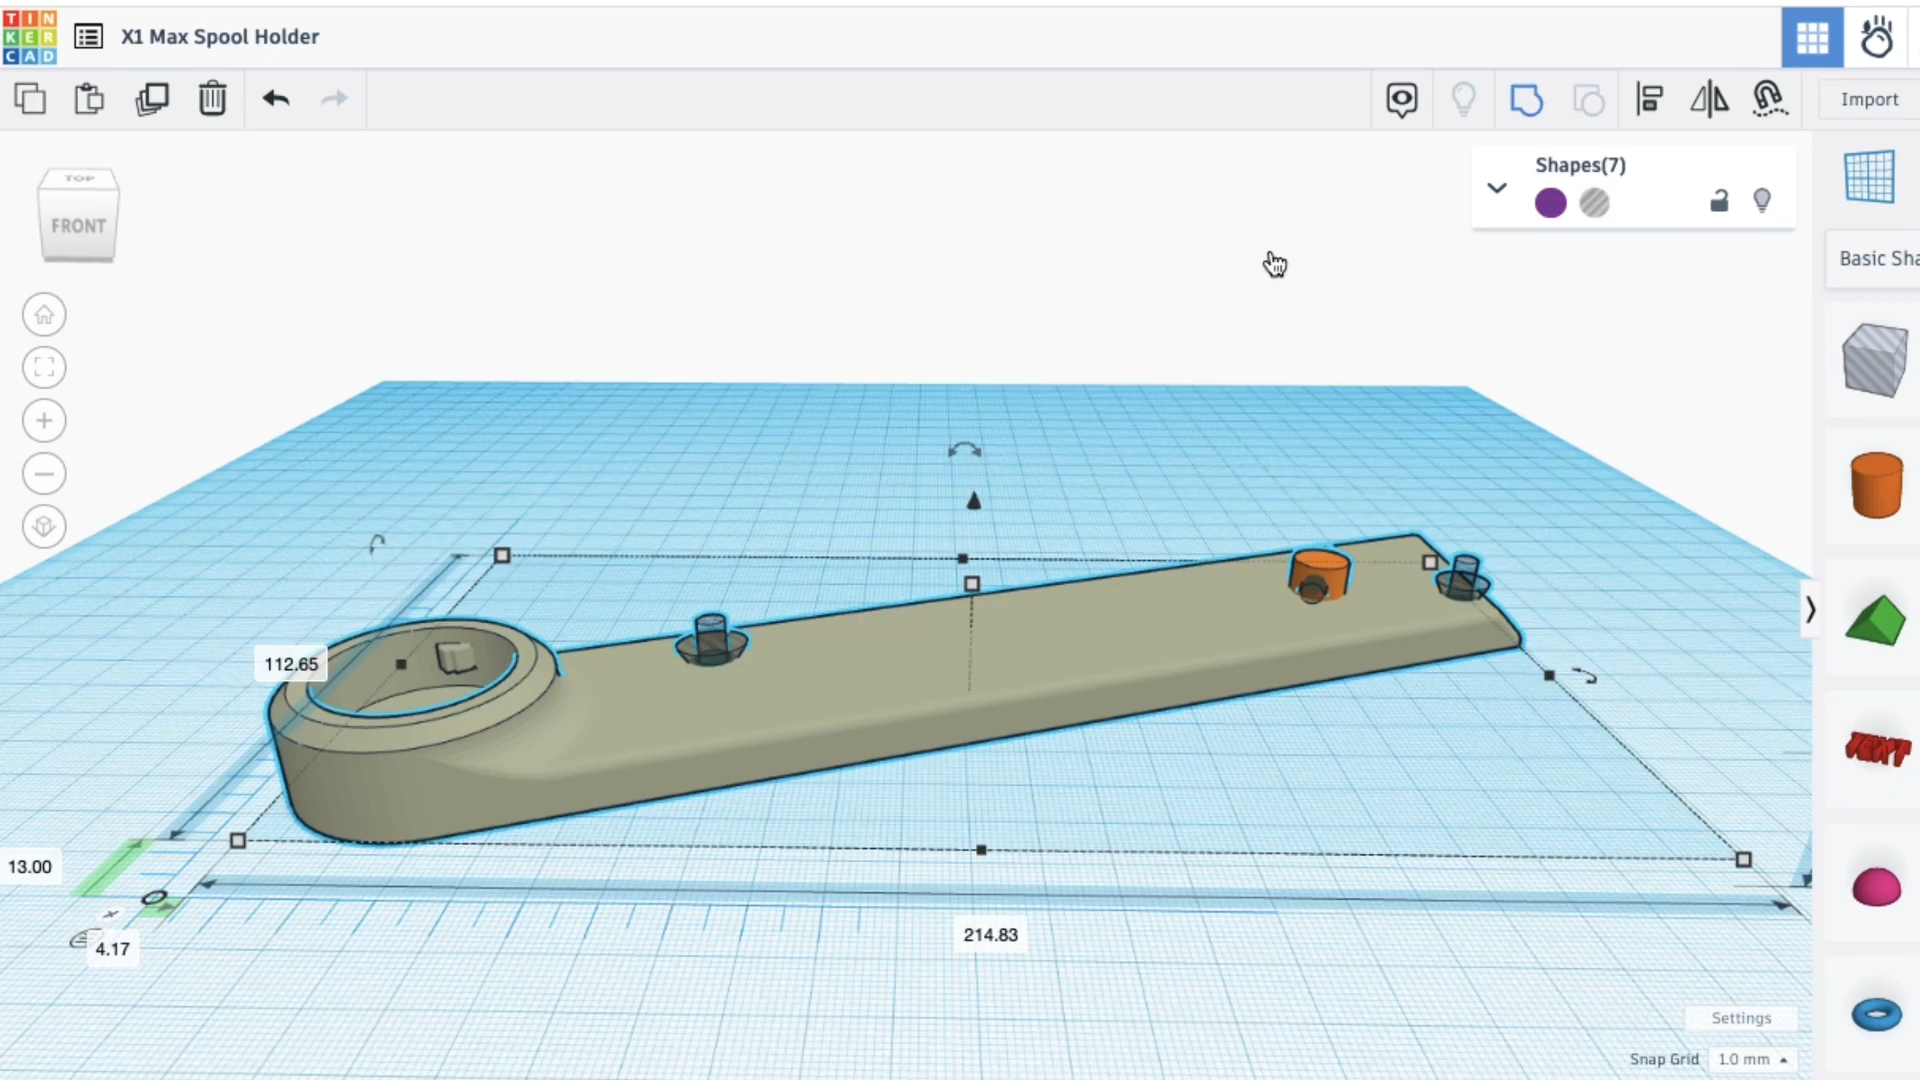 TIN
KER
CAD
X1 Max Spool Holder
Import
Shapes(7)
TOP
FRONT
Basic Sha
112.65
TEXT
13.00
4.17
214.83
Settings
Snap Grid 1.0 mm